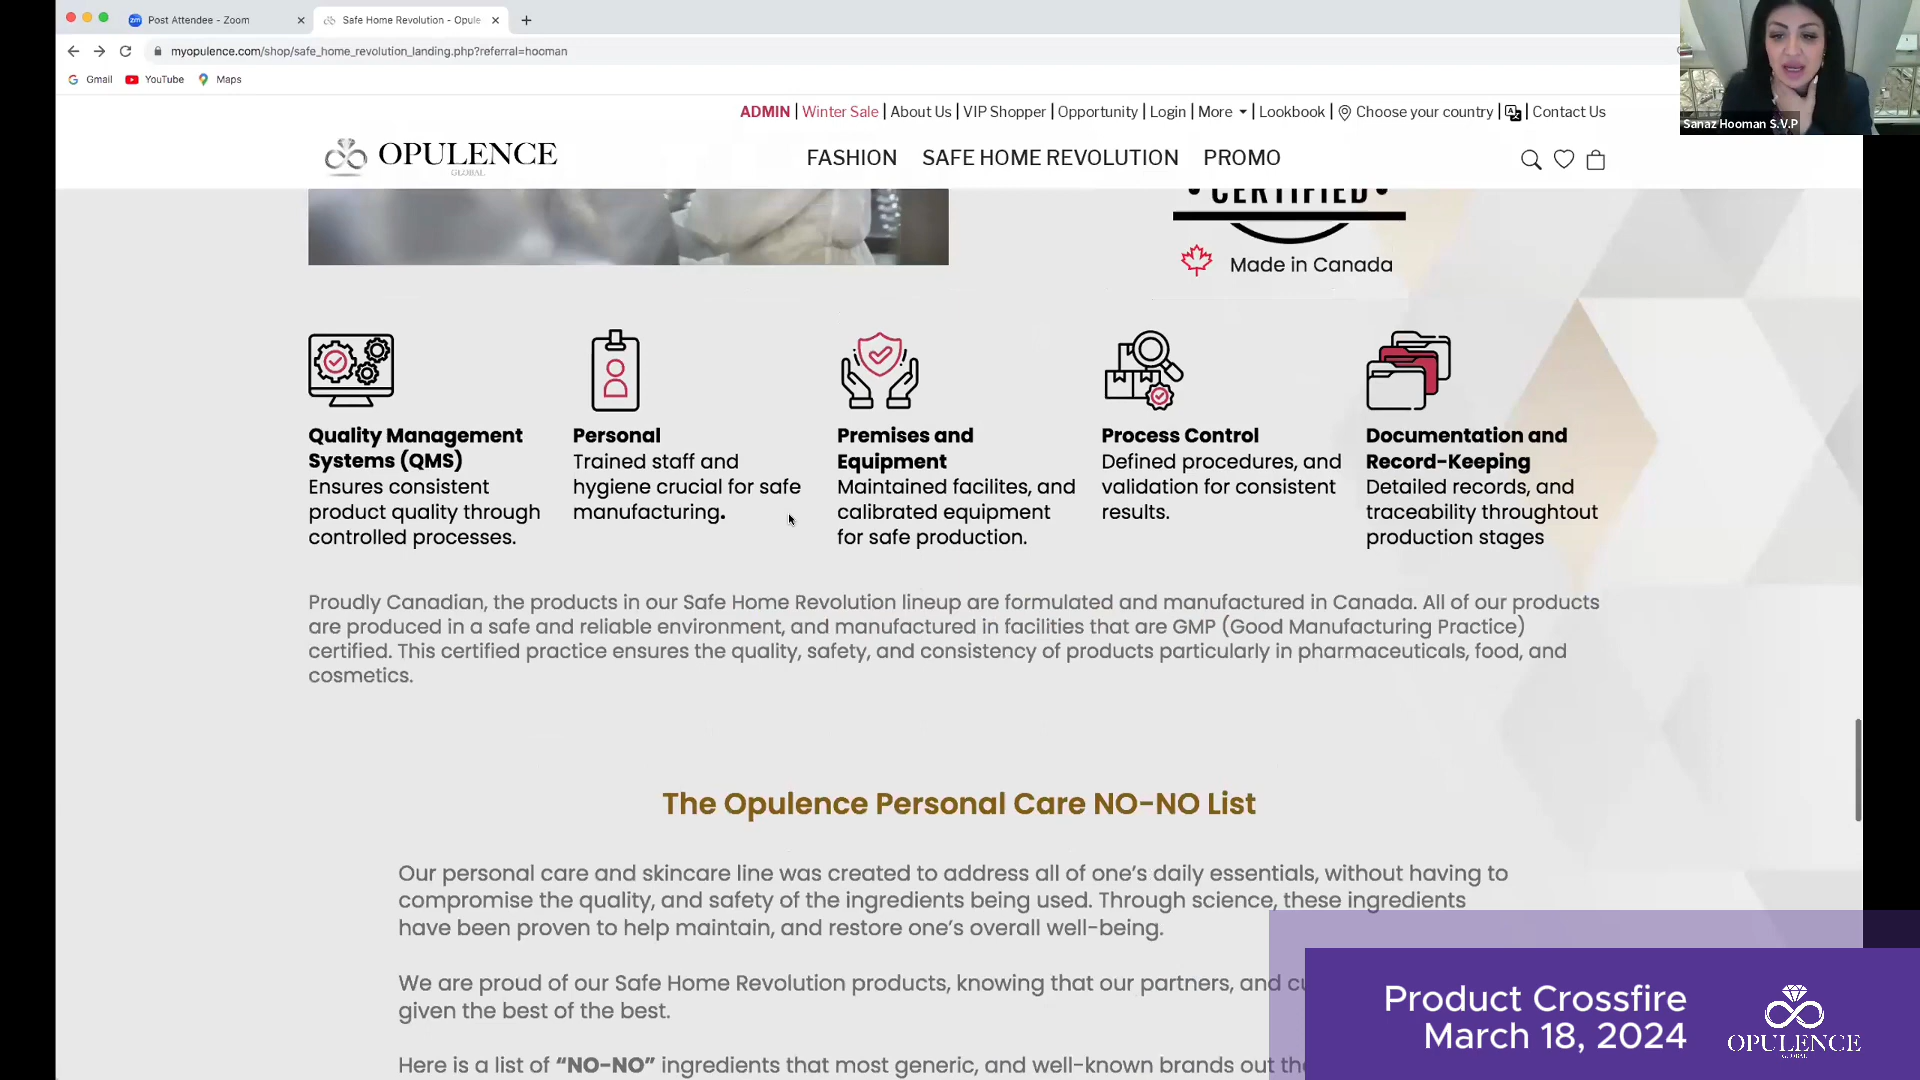 Post Attendee - Zoom
Safe Home Revolution - Opule
myopulence.com/shop/safe_home_revolution_landing.php?referral=hooman
Gmail YouTube Maps
Sanaz Hooman S.V.P
ADMIN | Winter Sale | About Us | VIP Shopper | Opportunity | Login | More | Lookbook | Choose your country | Contact Us
OPULENCE
GLOBAL
FASHION SAFE HOME REVOLUTION PROMO
CERTIFIED
Made in Canada
Quality Management
Systems (QMS)
Ensures consistent
product quality through
controlled processes.
Personal
Trained staff and
hygiene crucial for safe
manufacturing.
Premises and
Equipment
Maintained facilites, and
calibrated equipment
for safe production.
Process Control
Defined procedures, and
validation for consistent
results.
Documentation and
Record-Keeping
Detailed records, and
traceability throughtout
production stages
Proudly Canadian, the products in our Safe Home Revolution lineup are formulated and manufactured in Canada. All of our products
are produced in a safe and reliable environment, and manufactured in facilities that are GMP (Good Manufacturing Practice)
certified. This certified practice ensures the quality, safety, and consistency of products particularly in pharmaceuticals, food, and
cosmetics.
The Opulence Personal Care NO-NO List
Our personal care and skincare line was created to address all of one's daily essentials, without having to
compromise the quality, and safety of the ingredients being used. Through science, these ingredients
have been proven to help maintain, and restore one's overall well-being.
We are proud of our Safe Home Revolution products, knowing that our partners, and cu
given the best of the best.
Here is a list of “NO-NO” ingredients that most generic, and well-known brands out the
Product Crossfire
March 18, 2024
OPULENCE
GLOBAL